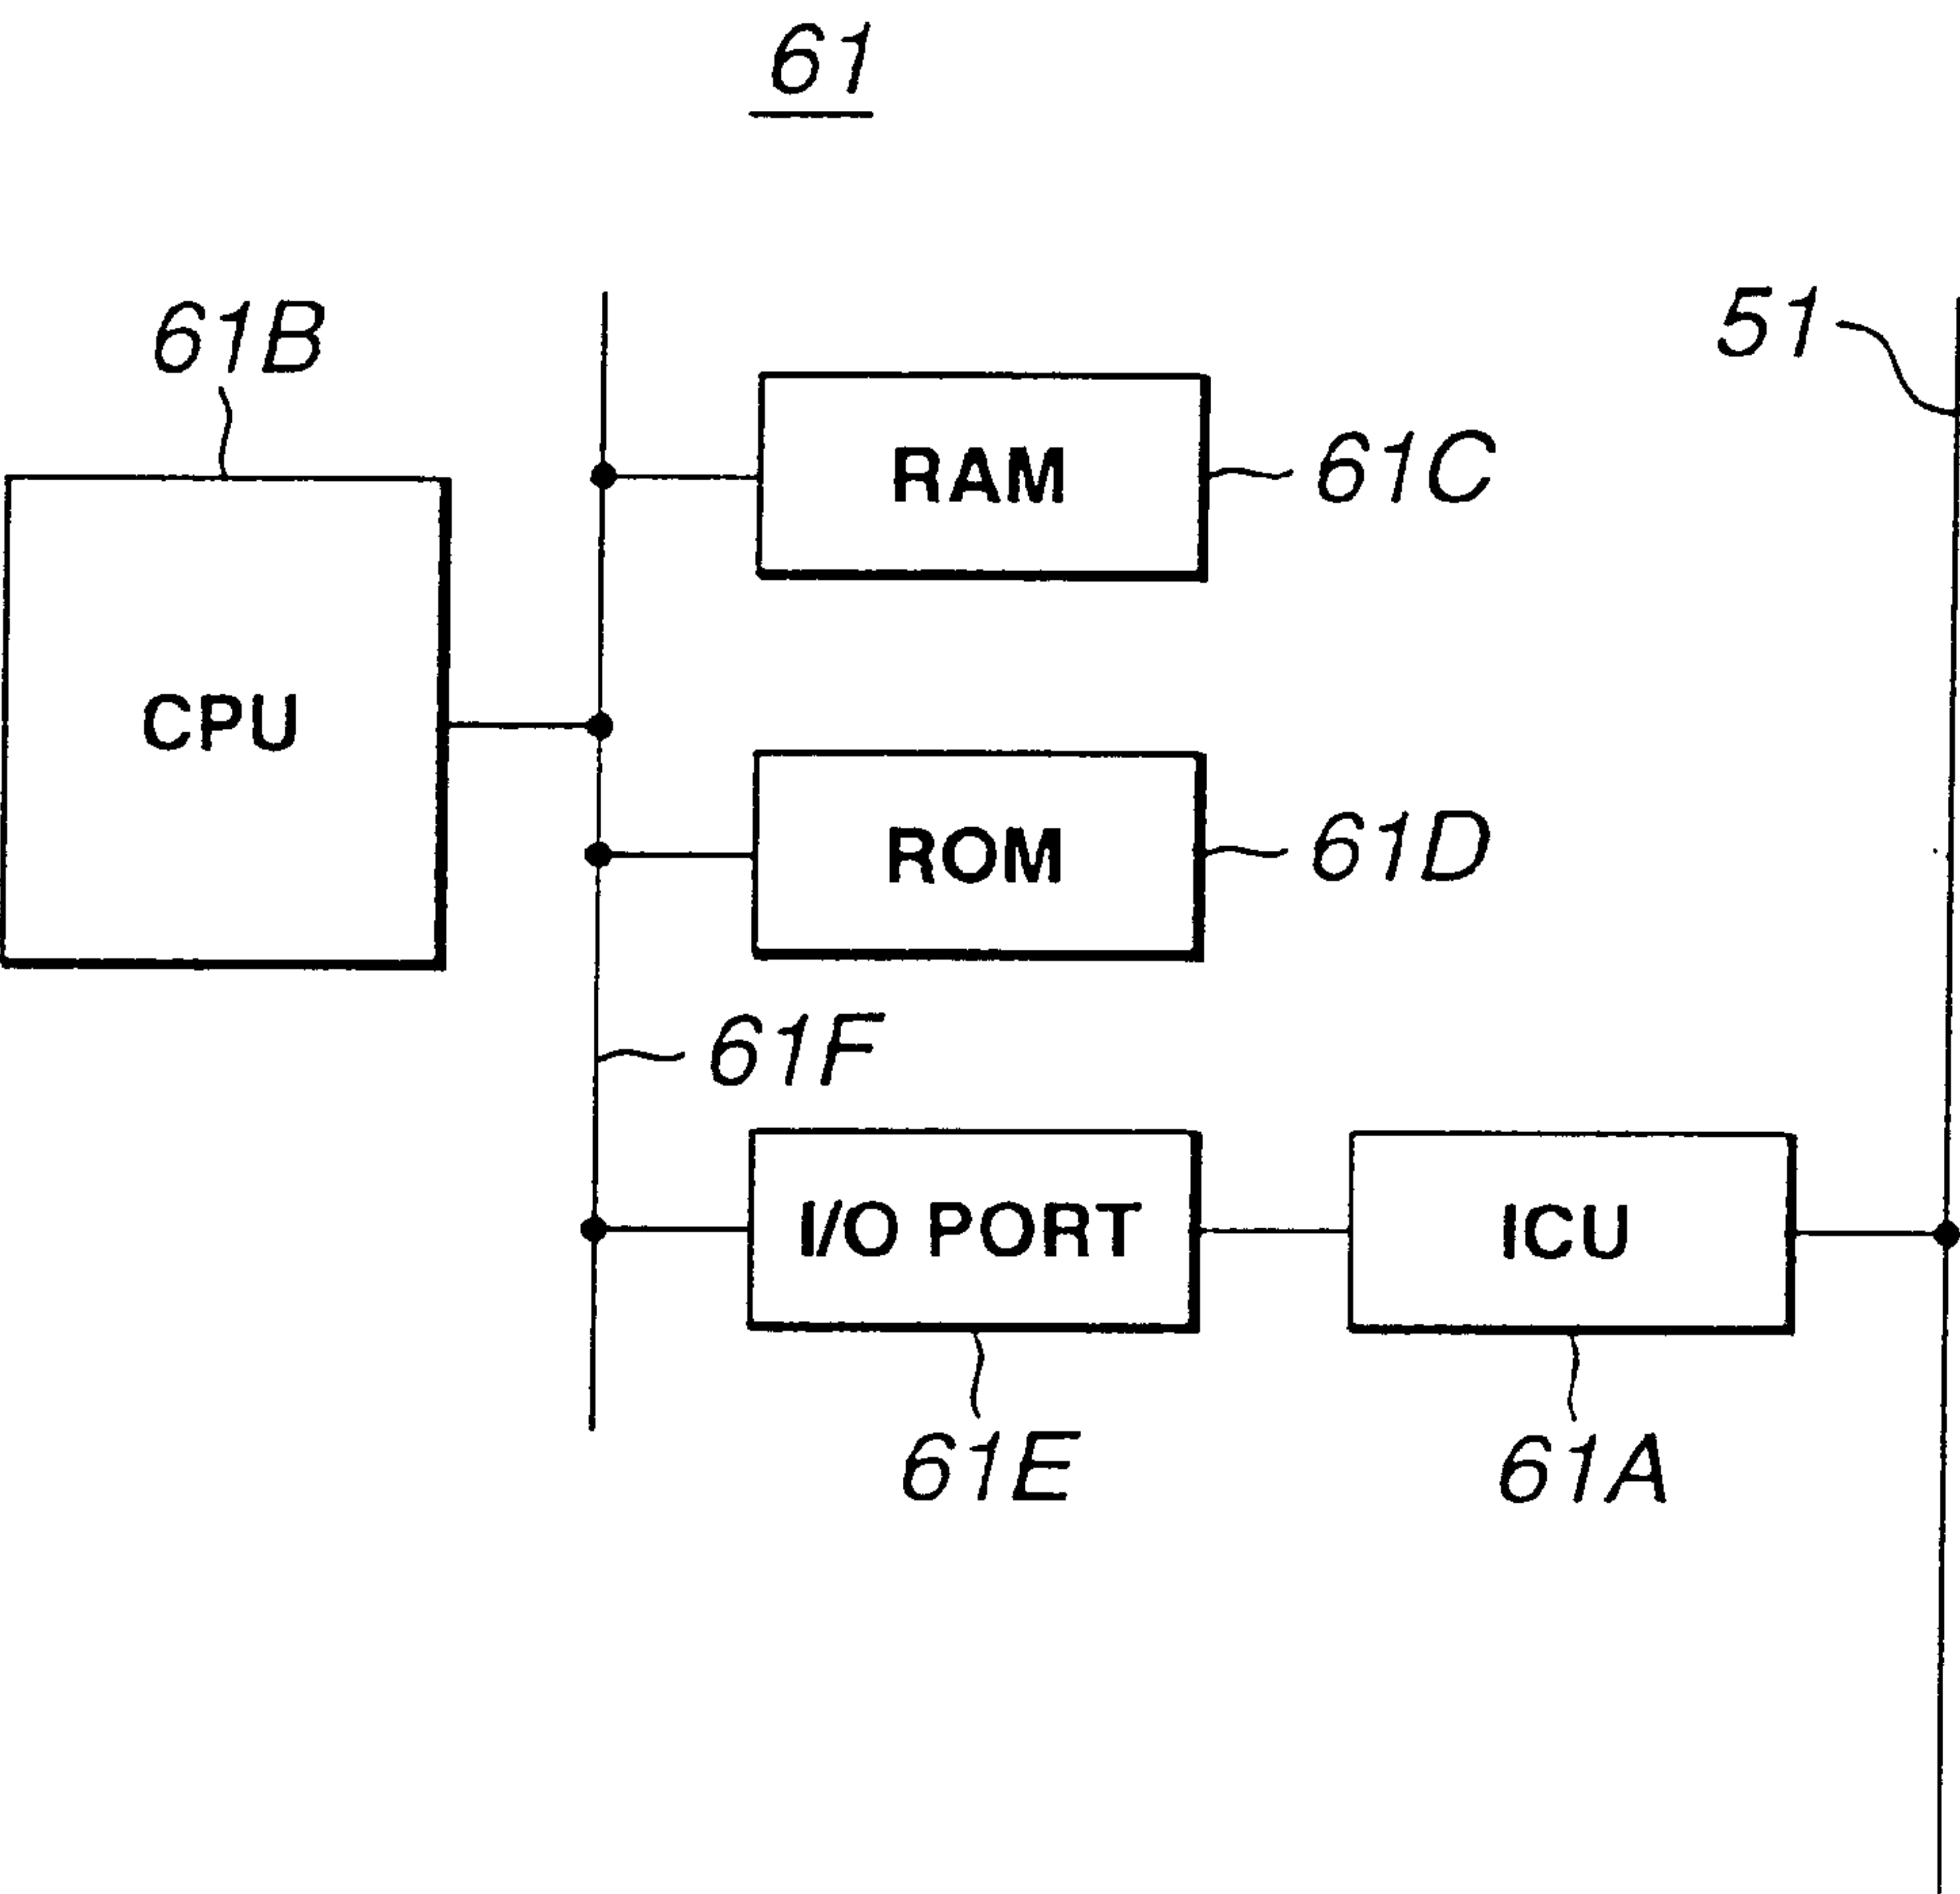 61
61B
51
RAM
61C
CPU
ROM
61D
61F
I/O PORT
ICU
61E
61A